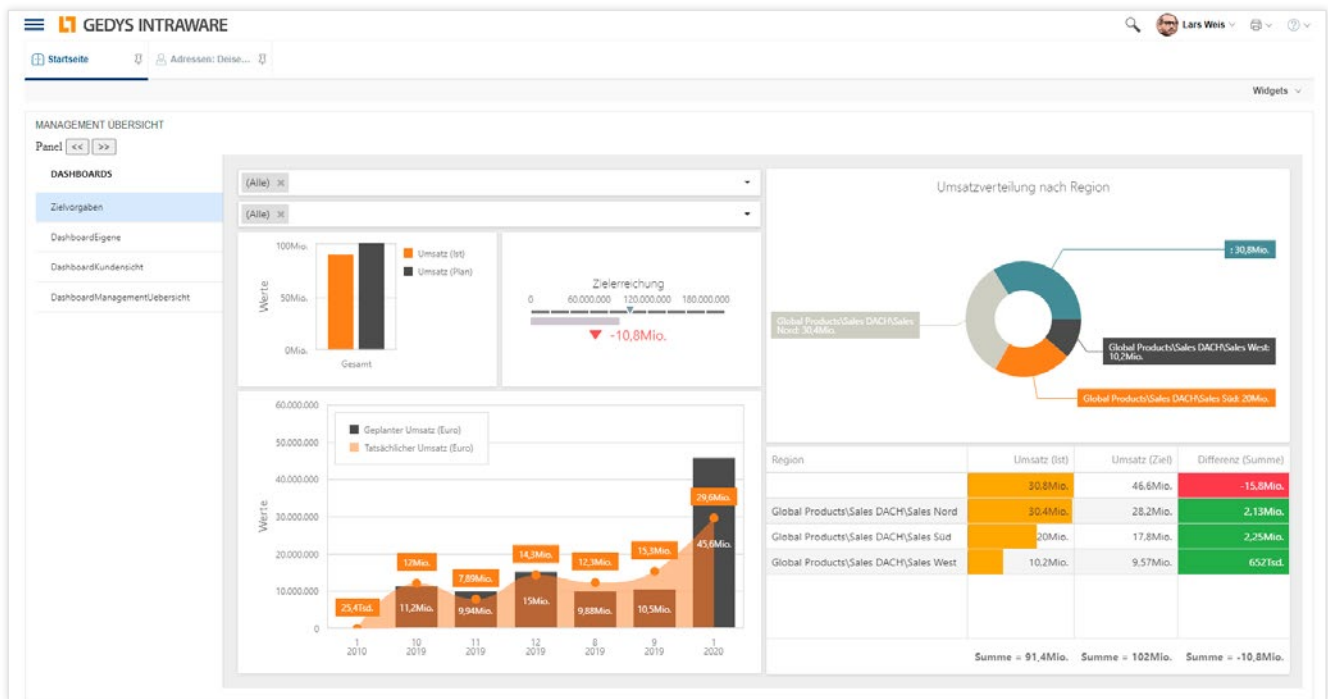 GEDYS INTRAWARE
Lars Weis
Startseite
Adressen: Deise...
Widgets
MANAGEMENT ÜBERSICHT
Panel << >>
DASHBOARDS
Zielvorgaben
DashboardEigene
DashboardKundensicht
DashboardManagementUebersicht
(Alle)
(Alle)
100Mio.
50Mio.
0Mio.
Werte
Gesamt
Umsatz (Ist)
Umsatz (Plan)
Zielerreichung
0 60.000.000 120.000.000 180.000.000
-10,8Mio.
60.000.000
50.000.000
40.000.000
30.000.000
20.000.000
10.000.000
0
Werte
Geplanter Umsatz (Euro)
Tatsächlicher Umsatz (Euro)
25,4Tsd.
12Mio.
7,89Mio.
14,3Mio.
12,3Mio.
15,3Mio.
29,6Mio.
11,2Mio.
9,94Mio.
15Mio.
9,88Mio.
10,5Mio.
45,6Mio.
1 10 11 12 8 9 1
2010 2019 2019 2019 2019 2019 2020
Umsatzverteilung nach Region
: 30,8Mio.
Global Products\Sales DACH\Sales
Nord: 30,4Mio.
Global Products\Sales DACH\Sales West:
10,2Mio.
Global Products\Sales DACH\Sales Süd: 20Mio.
Region Umsatz (Ist) Umsatz (Ziel) Differenz (Summe)
30,8Mio. 46,6Mio. -15,8Mio.
Global Products\Sales DACH\Sales Nord 30,4Mio. 28,2Mio. 2,13Mio.
Global Products\Sales DACH\Sales Süd 20Mio. 17,8Mio. 2,25Mio.
Global Products\Sales DACH\Sales West 10,2Mio. 9,57Mio. 652Tsd.
Summe = 91,4Mio. Summe = 102Mio. Summe = -10,8Mio.